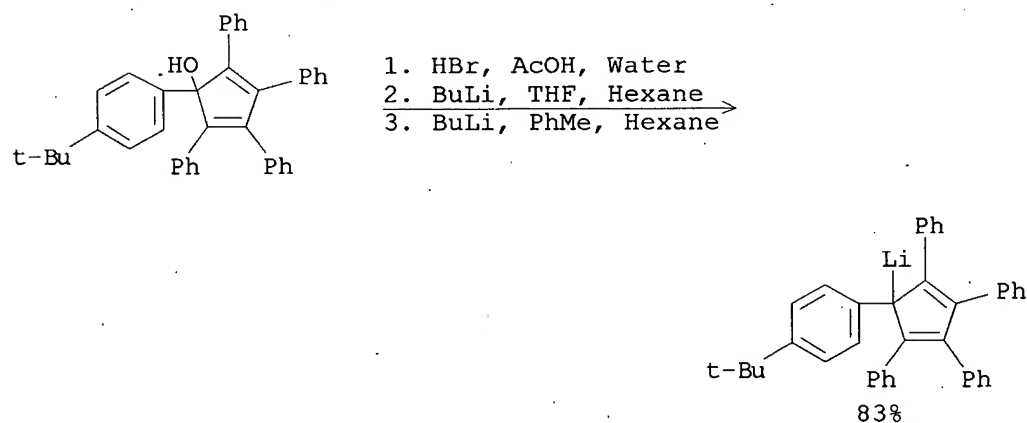 Ph
HO
Ph
1. HBr, AcOH, Water
2. BuLi, THF, Hexane
3. BuLi, PhMe, Hexane
t-Bu
Ph
Ph
Ph
Li
Ph
t-Bu
Ph
Ph
83%